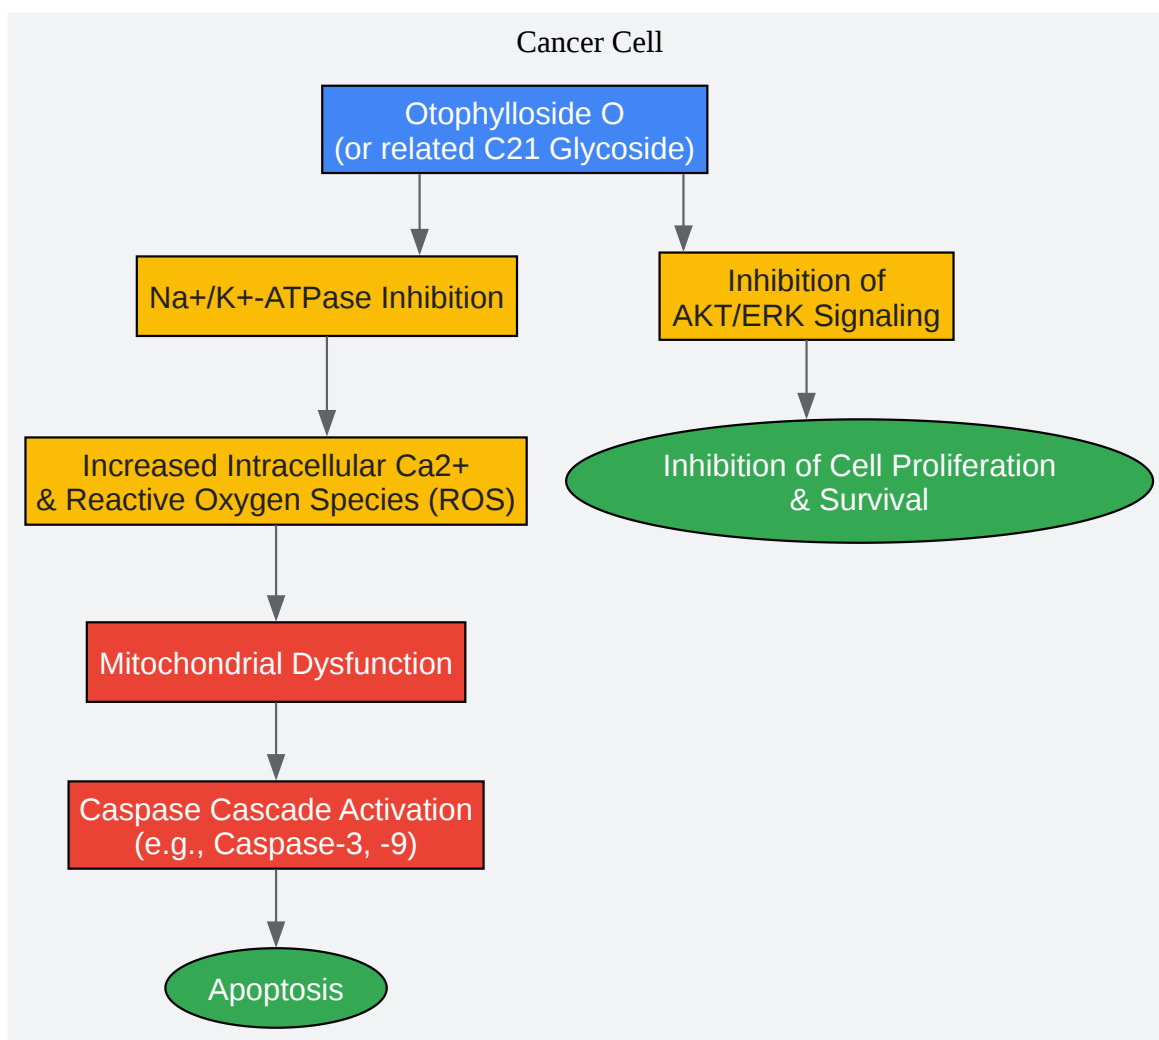 Cancer Cell
Otophylloside O
(or related C21 Glycoside)
Na+/K+-ATPase Inhibition
Inhibition of
AKT/ERK Signaling
Increased Intracellular Ca2+
& Reactive Oxygen Species (ROS)
Inhibition of Cell Proliferation
& Survival
Mitochondrial Dysfunction
Caspase Cascade Activation
(e.g., Caspase-3, -9)
Apoptosis